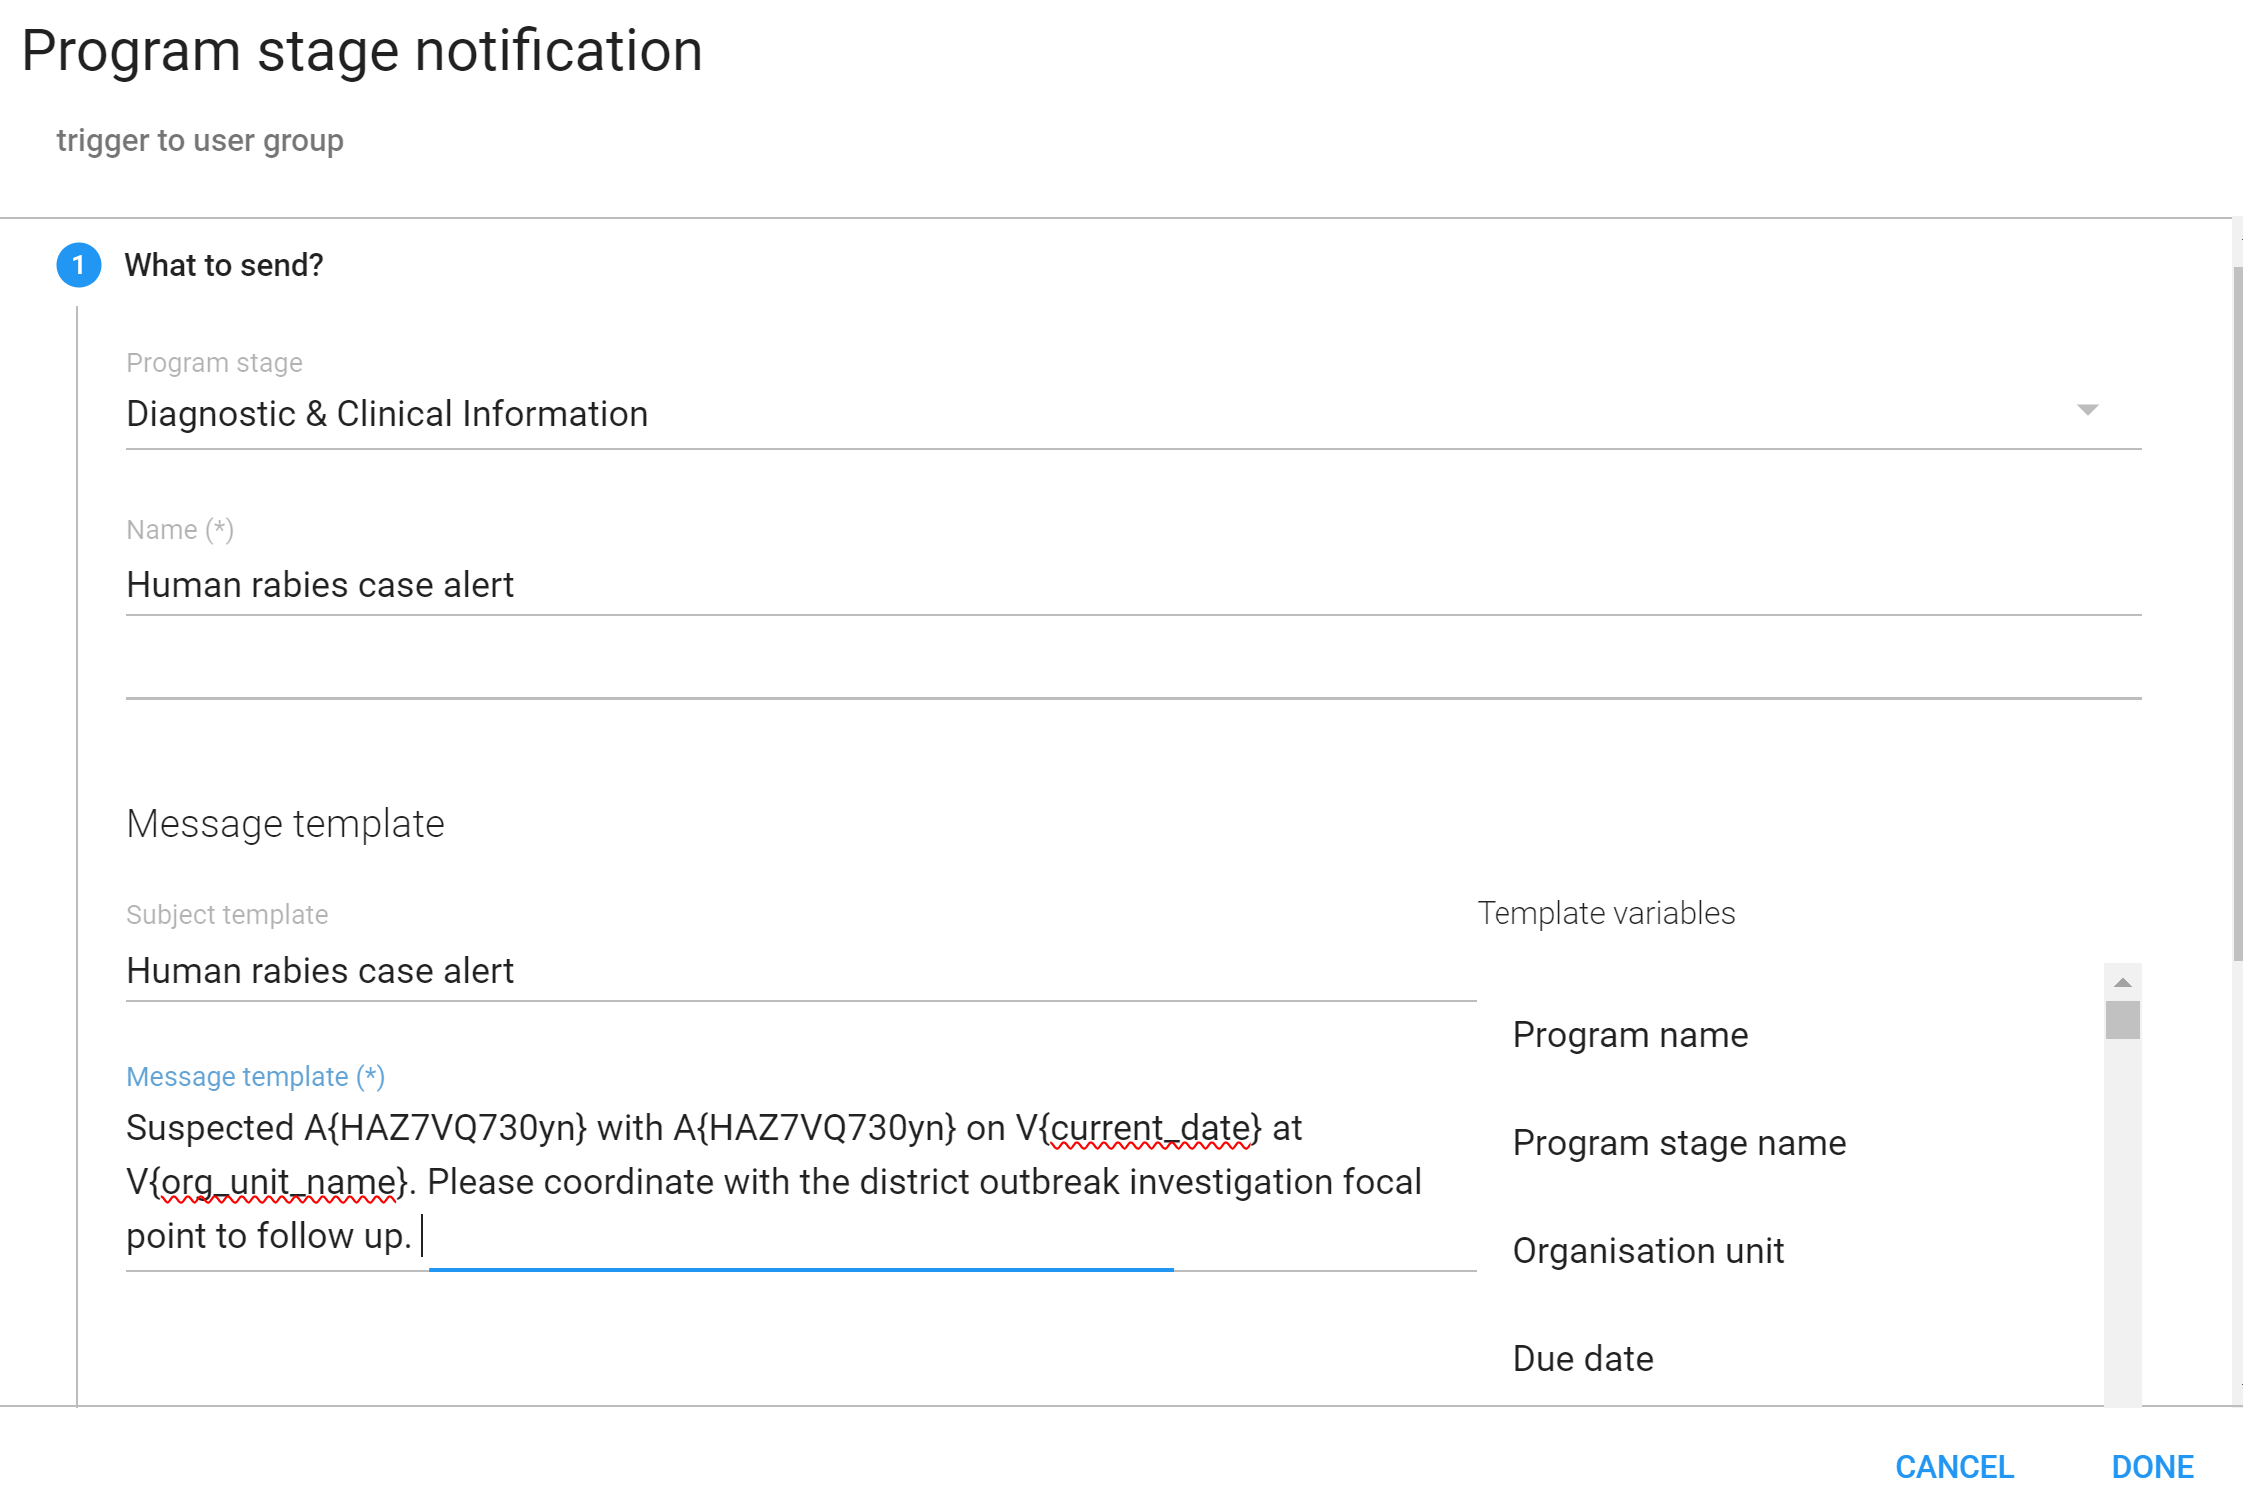 Program stage notification
trigger to user group
1 What to send?
Program stage
Diagnostic & Clinical Information
Name (*)
Human rabies case alert
Message template
Subject template
Human rabies case alert
Message template (*)
Suspected A{HAZ7VQ730yn} with A{HAZ7VQ730yn} on V{current_date} at
V{org_unit_name}. Please coordinate with the district outbreak investigation focal
point to follow up.
Template variables
Program name
Program stage name
Organisation unit
Due date
CANCEL DONE